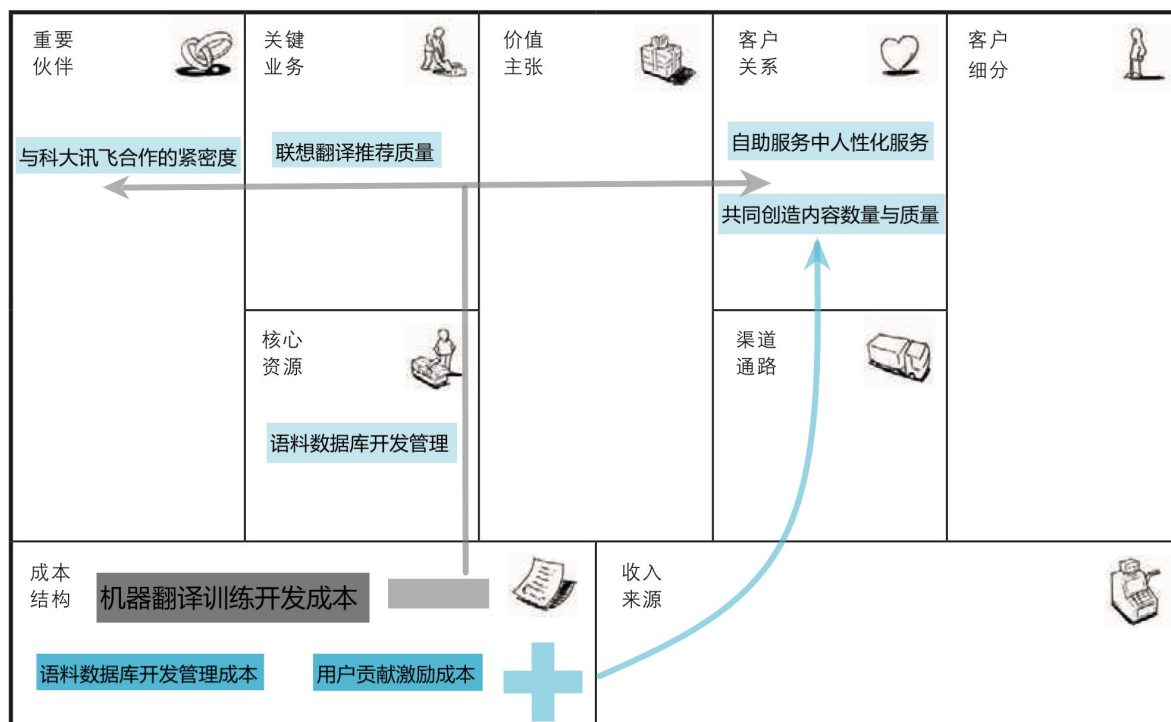 重要
伙伴
与科大讯飞合作的紧密度
关键
业务
联想翻译推荐质量
核心
资源
语料数据库开发管理
价值
主张
客户
关系
自助服务中人性化服务
共同创造内容数量与质量
渠道
通路
客户
细分
成本
结构
机器翻译训练开发成本
语料数据库开发管理成本
用户贡献激励成本
收入
来源